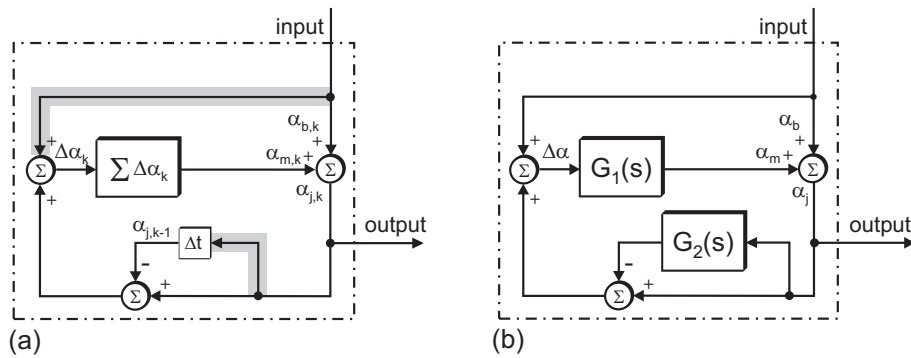 input
α_b,k
+
+
Σ
Δα_k
∑ Δα_k
α_m,k
+
Σ
α_j,k
+
output
α_j,k-1
Δt
-
Σ
+
(a)
input
α_b
+
+
Σ
Δα
G_1(s)
α_m
+
Σ
α_j
+
output
G_2(s)
-
Σ
+
(b)